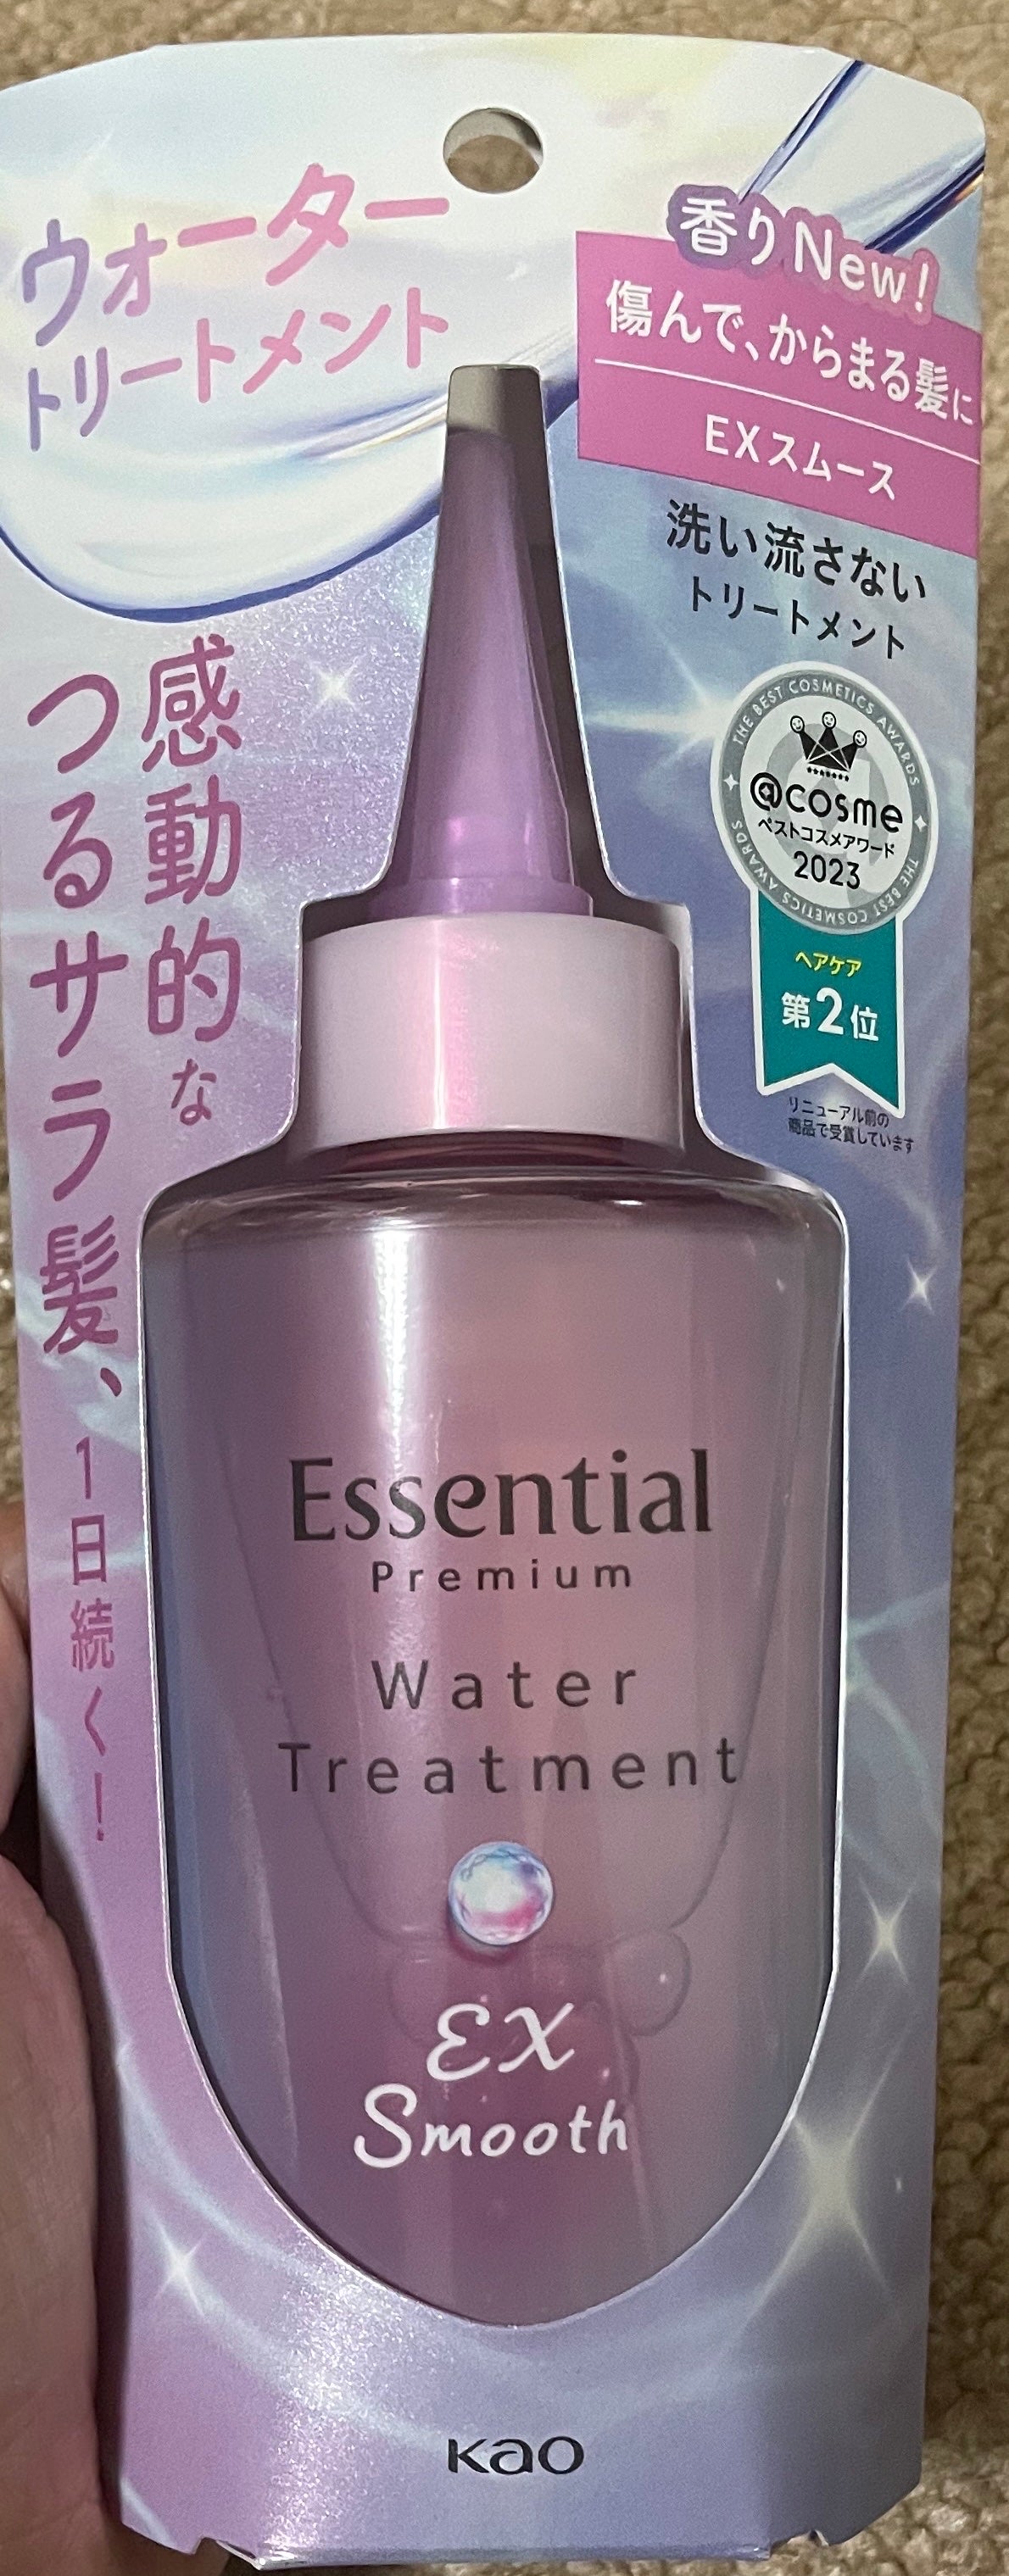 ウォーター
トリートメント
香りNew!
傷んで、からまる髪に
EXスムース
洗い流さない
トリートメント
THE BEST COSMETICS AWARDS
@cosme
ベストコスメアワード
2023
THE BEST COSMETICS AWARDS
ヘアケア
第2位
リニューアル前の
商品で受賞しています
感動的な
つるサラ髪、
1日続く!
Essential
Premium
Water
Treatment
EX
Smooth
Kao